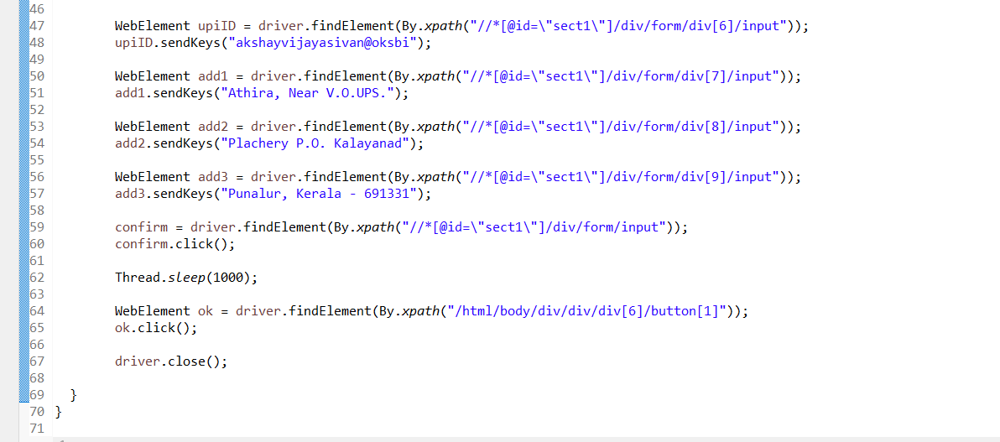 46
47 WebElement upiID = driver.findElement(By.xpath("//*[@id=\"sect1\"]/div/form/div[6]/input"));
48 upiID.sendKeys("akshayvijayasivan@oksbi");
49
50 WebElement add1 = driver.findElement(By.xpath("//*[@id=\"sect1\"]/div/form/div[7]/input"));
51 add1.sendKeys("Athira, Near V.O.UPS.");
52
53 WebElement add2 = driver.findElement(By.xpath("//*[@id=\"sect1\"]/div/form/div[8]/input"));
54 add2.sendKeys("Plachery P.O. Kalayanad");
55
56 WebElement add3 = driver.findElement(By.xpath("//*[@id=\"sect1\"]/div/form/div[9]/input"));
57 add3.sendKeys("Punalur, Kerala - 691331");
58
59 confirm = driver.findElement(By.xpath("//*[@id=\"sect1\"]/div/form/input"));
60 confirm.click();
61
62 Thread.sleep(1000);
63
64 WebElement ok = driver.findElement(By.xpath("/html/body/div/div/div[6]/button[1]"));
65 ok.click();
66
67 driver.close();
68
69 }
70 }
71